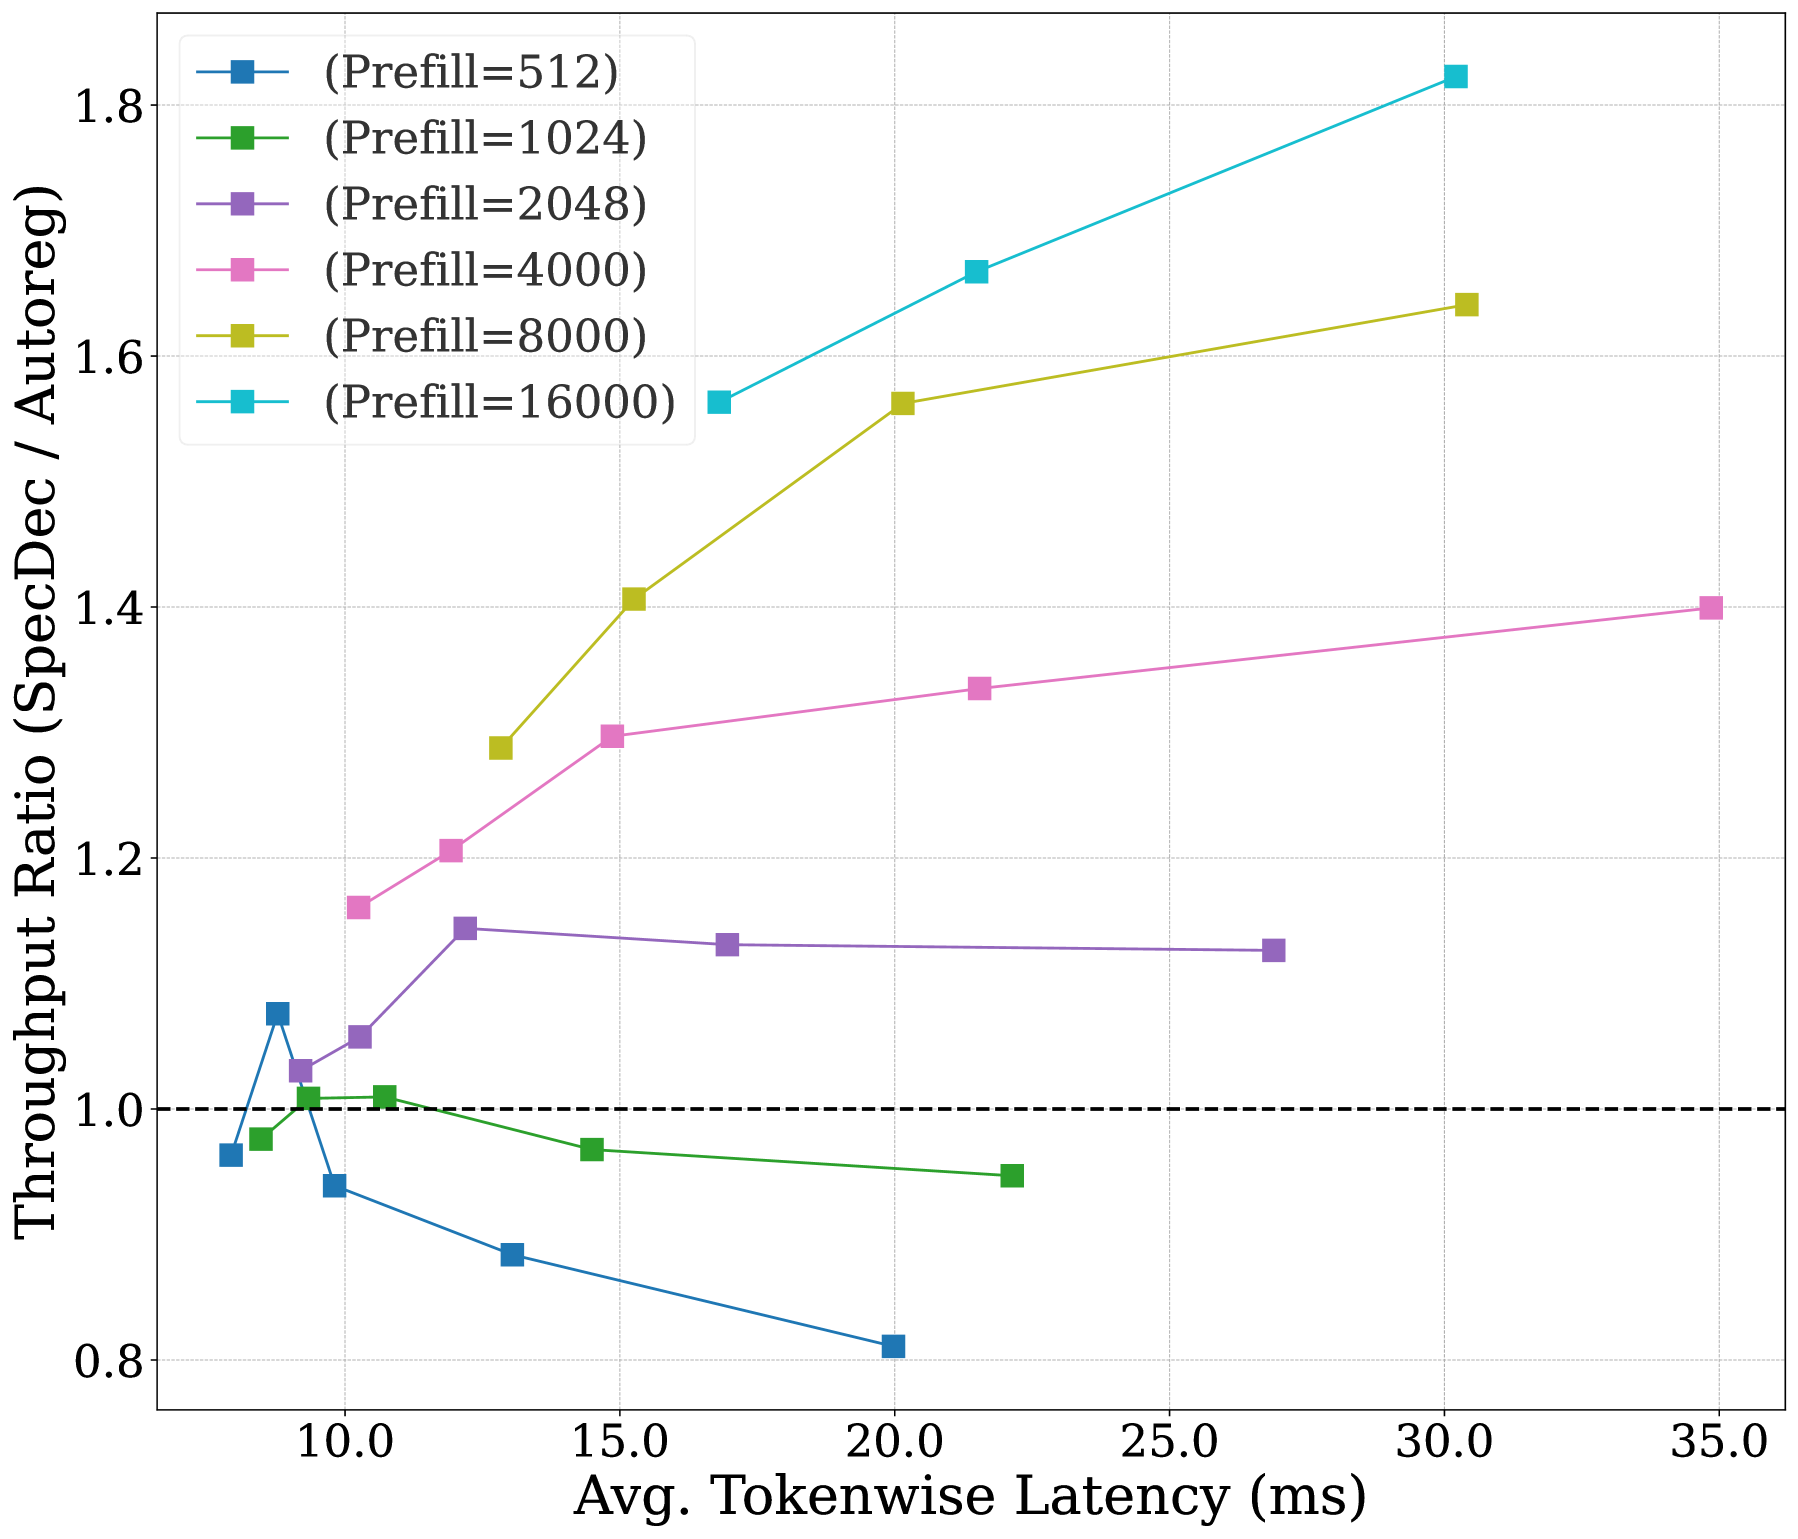 (Prefill=512)
(Prefill=1024)
(Prefill=2048)
(Prefill=4000)
(Prefill=8000)
(Prefill=16000)
Throughput Ratio (SpecDec / Autoreg)
1.8
1.6
1.4
1.2
1.0
0.8
10.0 15.0 20.0 25.0 30.0 35.0
Avg. Tokenwise Latency (ms)